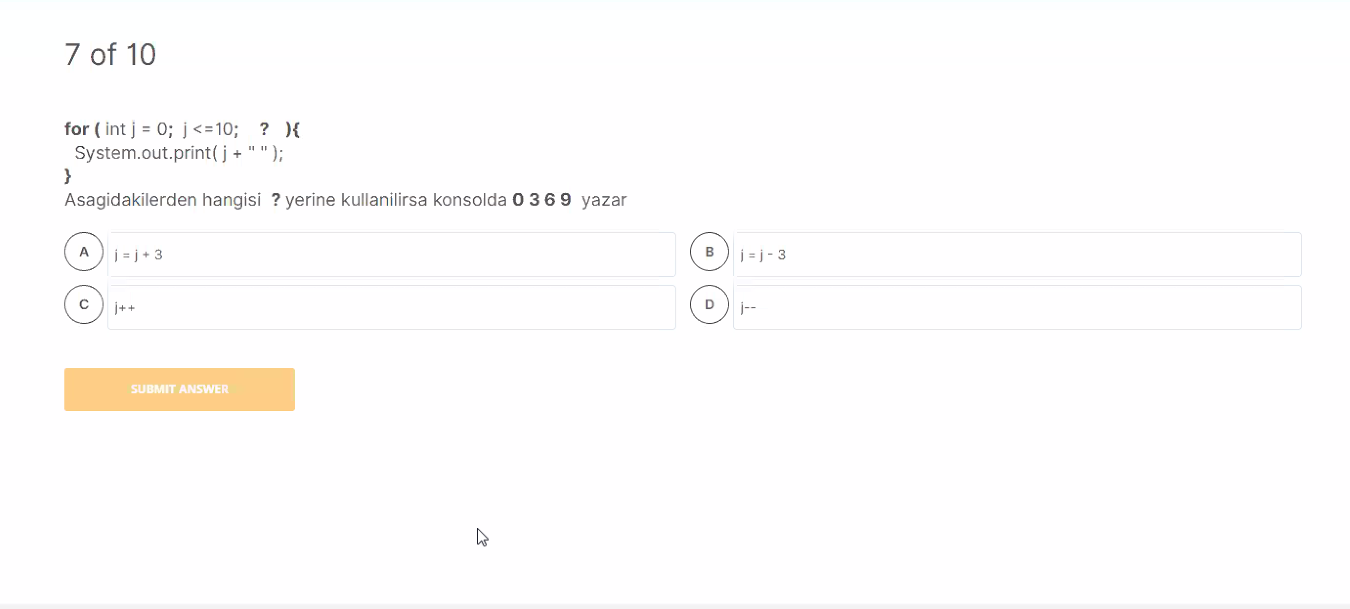 7 of 10
for ( int j = 0; j <=10; ? ){
System.out.print( j + " " );
}
Asagidakilerden hangisi ? yerine kullanilirsa konsolda 0 3 6 9 yazar
A j = j + 3
B j = j - 3
C j++
D j--
SUBMIT ANSWER